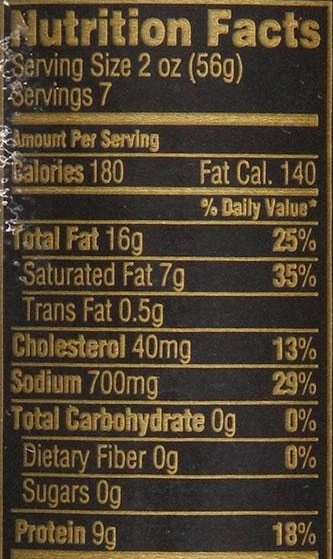 Nutrition Facts
Serving Size 2 oz (56g)
Servings 7
Amount Per Serving
Calories 180 Fat Cal. 140
% Daily Value*
Total Fat 16g 25%
Saturated Fat 7g 35%
Trans Fat 0.5g
Cholesterol 40mg 13%
Sodium 700mg 29%
Total Carbohydrate 0g 0%
Dietary Fiber 0g 0%
Sugars 0g
Protein 9g 18%